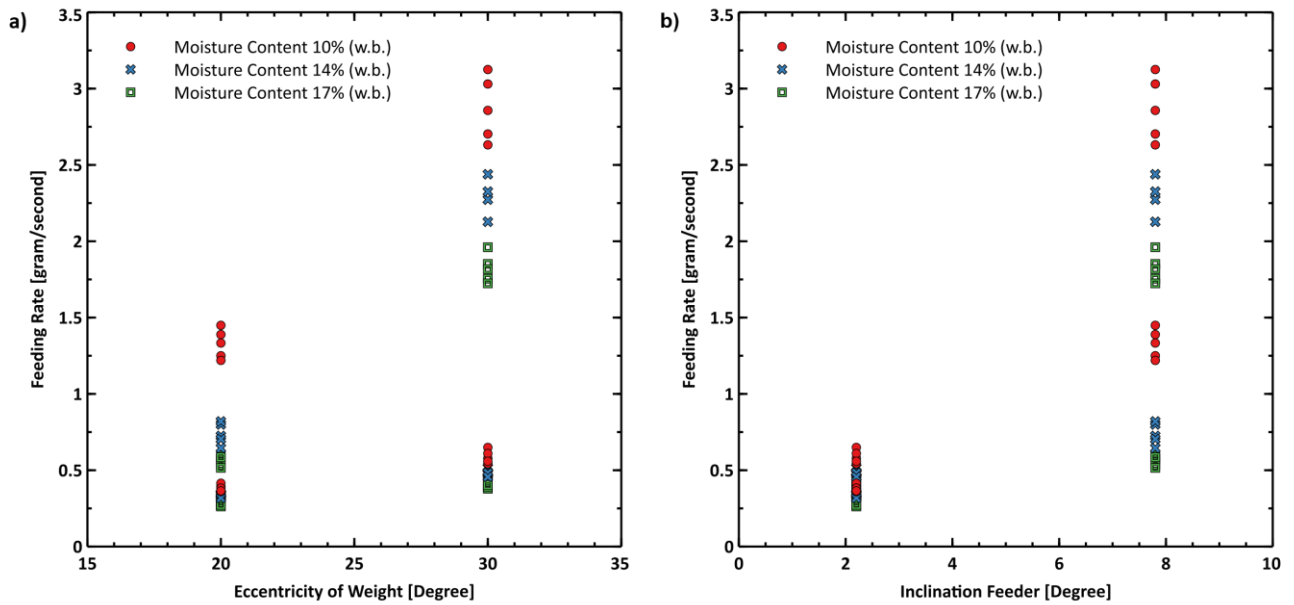 a)
3.5
3
2.5
2
1.5
1
0.5
0
Feeding Rate [gram/second]
Moisture Content 10% (w.b.)
Moisture Content 14% (w.b.)
Moisture Content 17% (w.b.)
15 20 25 30 35
Eccentricity of Weight [Degree]
b)
3.5
3
2.5
2
1.5
1
0.5
0
Feeding Rate [gram/second]
Moisture Content 10% (w.b.)
Moisture Content 14% (w.b.)
Moisture Content 17% (w.b.)
0 2 4 6 8 10
Inclination Feeder [Degree]